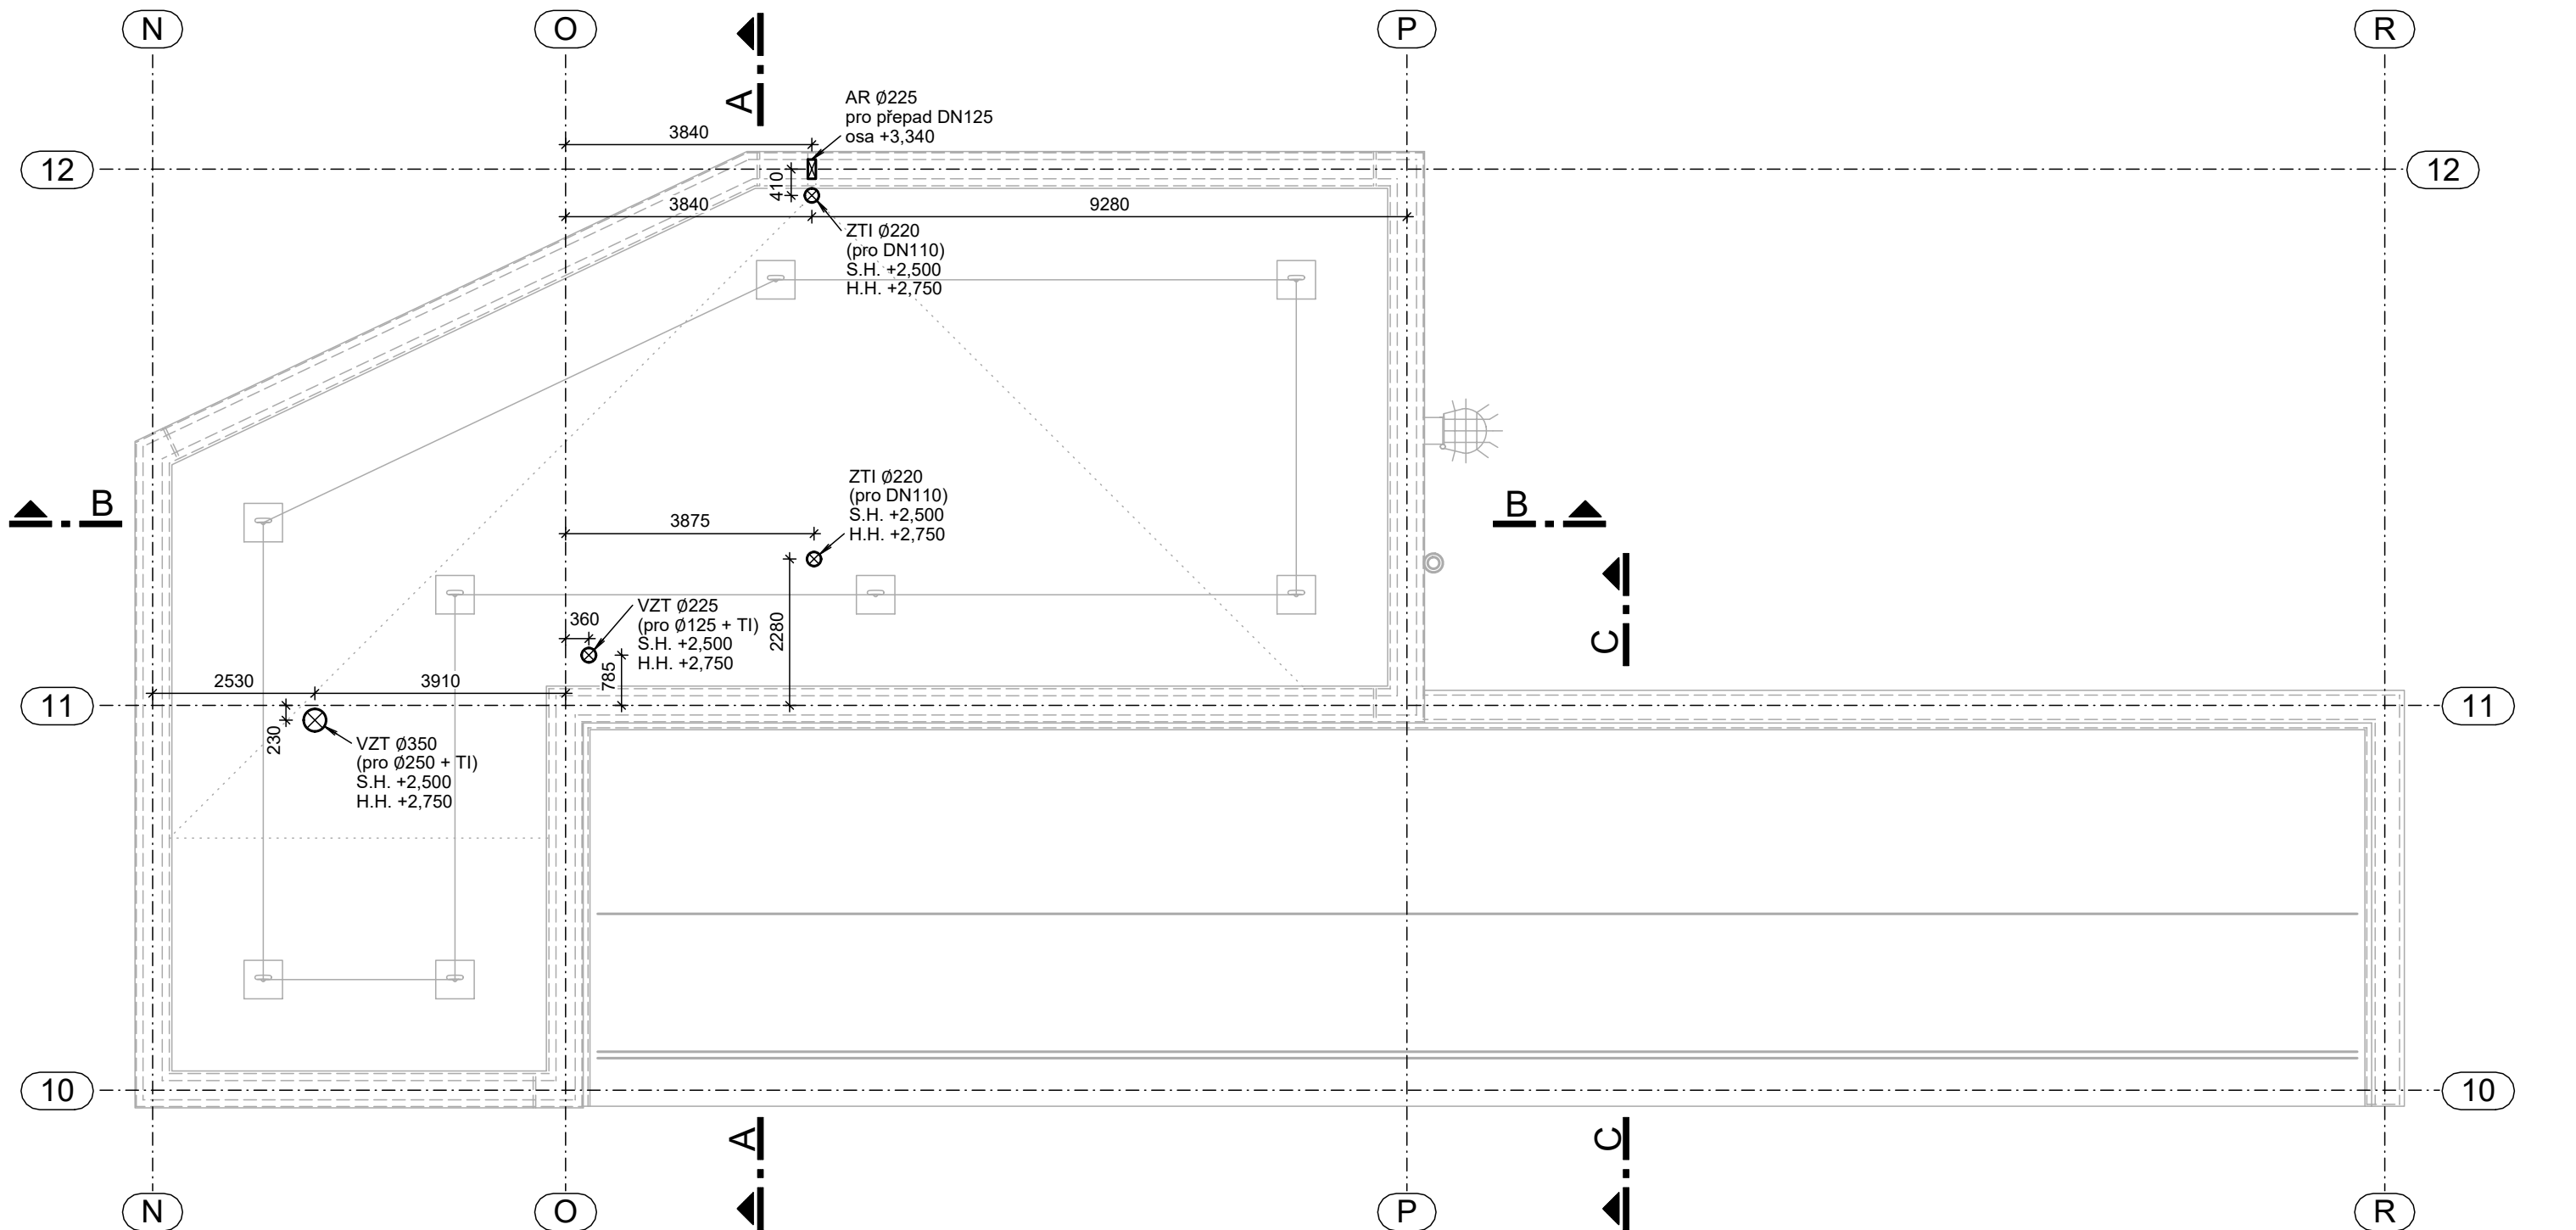 N
O
P
R
A
AR Ø225
pro přepad DN125
osa +3,340
3840
12
12
410
3840
9280
ZTI Ø220
(pro DN110)
S.H. +2,500
H.H. +2,750
B
B
ZTI Ø220
(pro DN110)
S.H. +2,500
H.H. +2,750
3875
2280
C
360
VZT Ø225
(pro Ø125 + TI)
S.H. +2,500
H.H. +2,750
785
2530
3910
11
11
230
VZT Ø350
(pro Ø250 + TI)
S.H. +2,500
H.H. +2,750
10
10
A
C
N
O
P
R